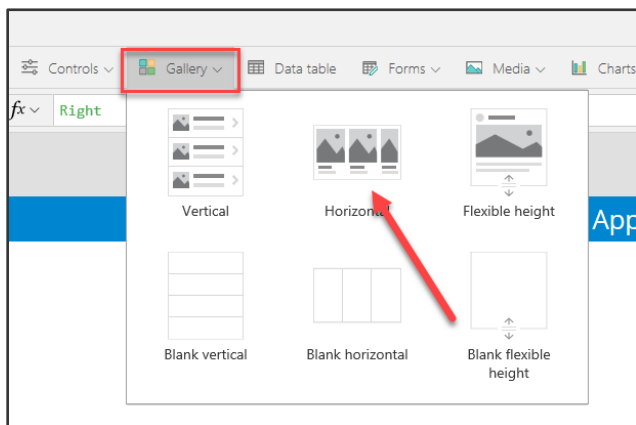 Controls Gallery Data table Forms Media Charts
fx Right
Vertical Horizontal Flexible height
App
Blank vertical Blank horizontal Blank flexible
height